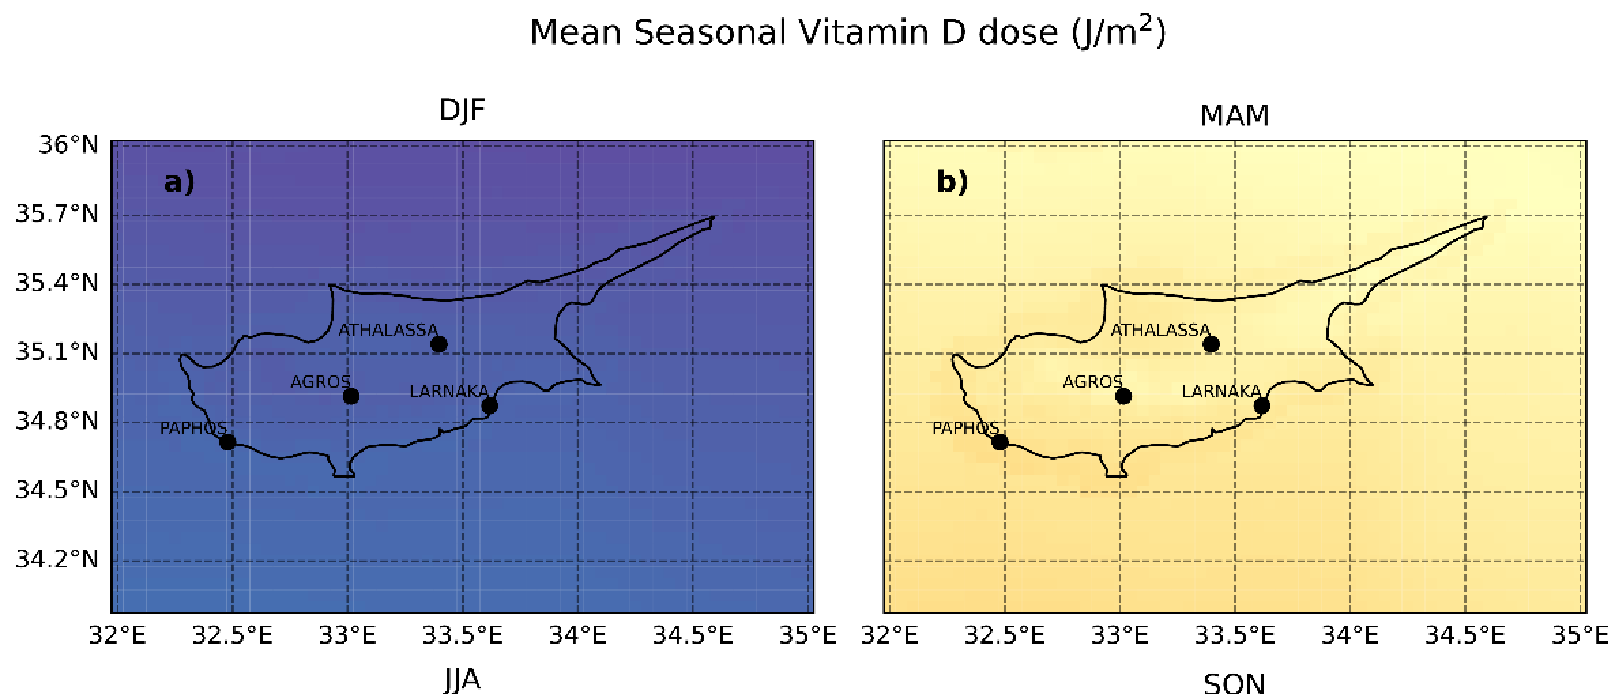 Mean Seasonal Vitamin D dose (J/m²)
DJF
MAM
36°N
35.7°N
35.4°N
35.1°N
34.8°N
34.5°N
34.2°N
a)
ATHALASSA
AGROS
LARNAKA
PAPHOS
b)
ATHALASSA
AGROS
LARNAKA
PAPHOS
32°E 32.5°E 33°E 33.5°E 34°E 34.5°E 35°E
32°E 32.5°E 33°E 33.5°E 34°E 34.5°E 35°E
JJA
SON